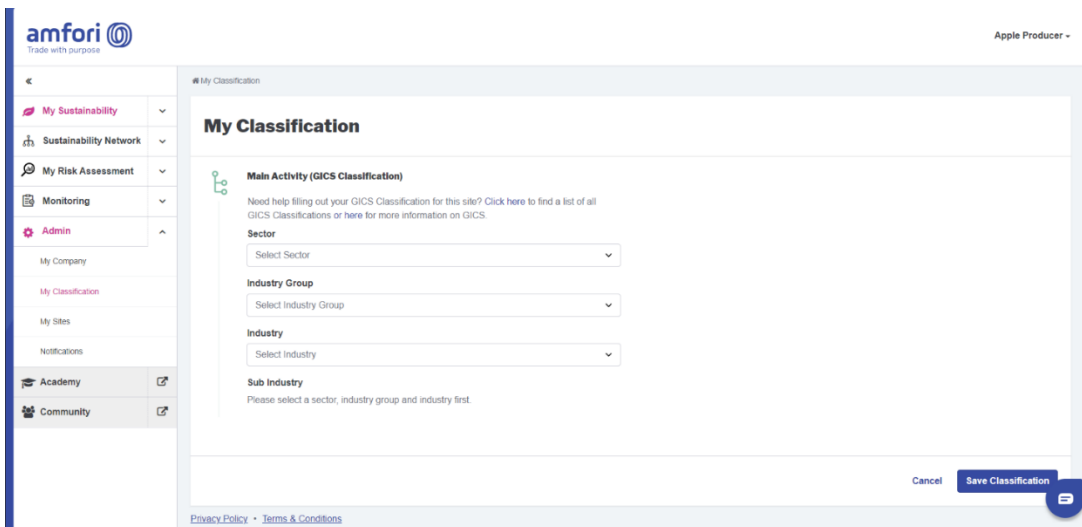 amfori
Trade with purpose
Apple Producer
«
My Classification
My Sustainability
Sustainability Network
My Risk Assessment
Monitoring
Admin
My Company
My Classification
My Sites
Notifications
Academy
Community
My Classification
Main Activity (GICS Classification)
Need help filling out your GICS Classification for this site? Click here to find a list of all
GICS Classifications or here for more information on GICS.
Sector
Select Sector
Industry Group
Select Industry Group
Industry
Select Industry
Sub Industry
Please select a sector, industry group and industry first.
Cancel
Save Classification
Privacy Policy • Terms & Conditions